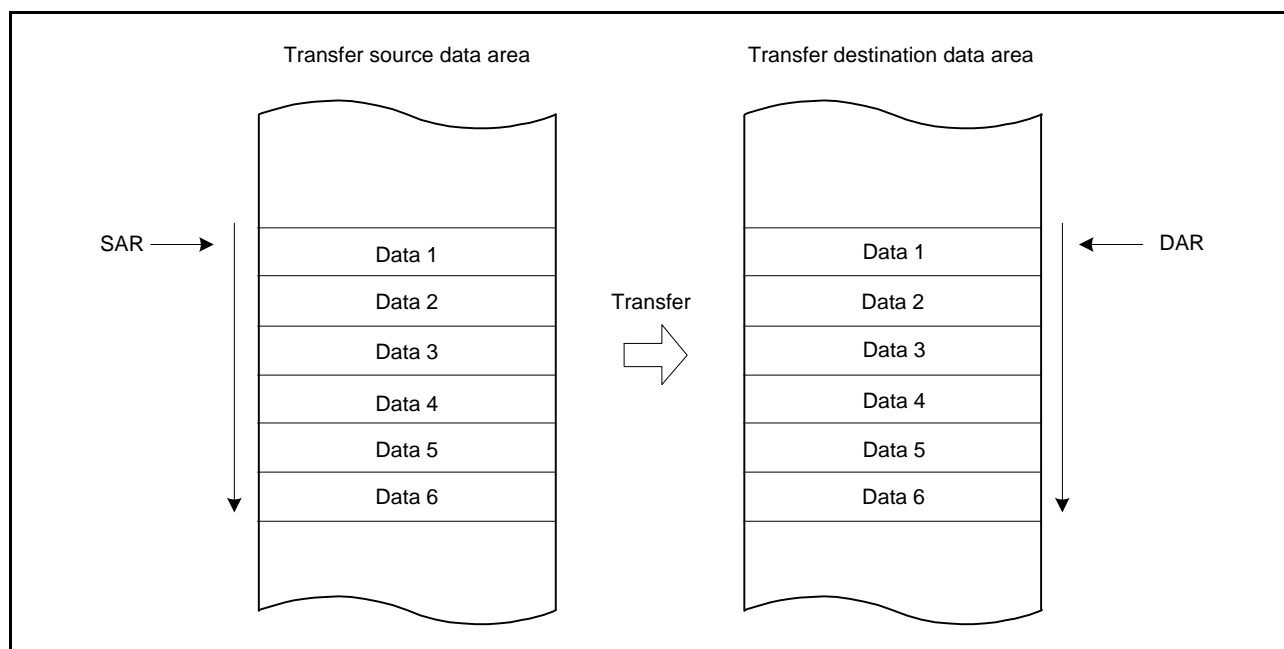 Transfer source data area
Transfer destination data area
SAR
Data 1
Data 2
Data 3
Data 4
Data 5
Data 6
Transfer
Data 1
Data 2
Data 3
Data 4
Data 5
Data 6
DAR